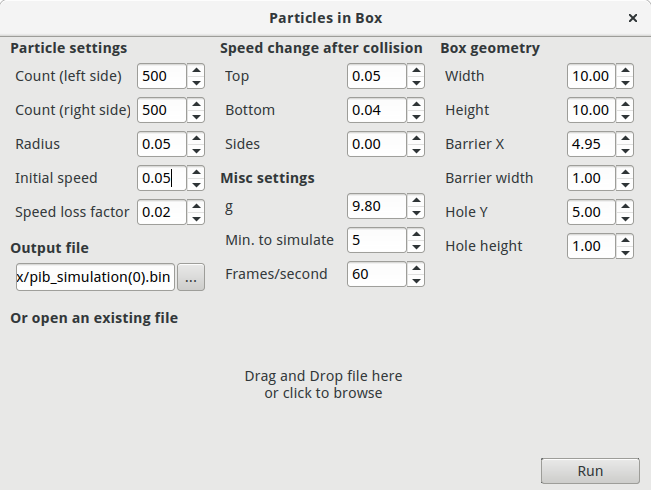 Particles in Box
Particle settings
Count (left side) 500
Count (right side) 500
Radius 0.05
Initial speed 0.05
Speed loss factor 0.02
Output file
x/pib_simulation(0).bin ...
Or open an existing file
Speed change after collision
Top 0.05
Bottom 0.04
Sides 0.00
Misc settings
g 9.80
Min. to simulate 5
Frames/second 60
Box geometry
Width 10.00
Height 10.00
Barrier X 4.95
Barrier width 1.00
Hole Y 5.00
Hole height 1.00
Drag and Drop file here
or click to browse
Run